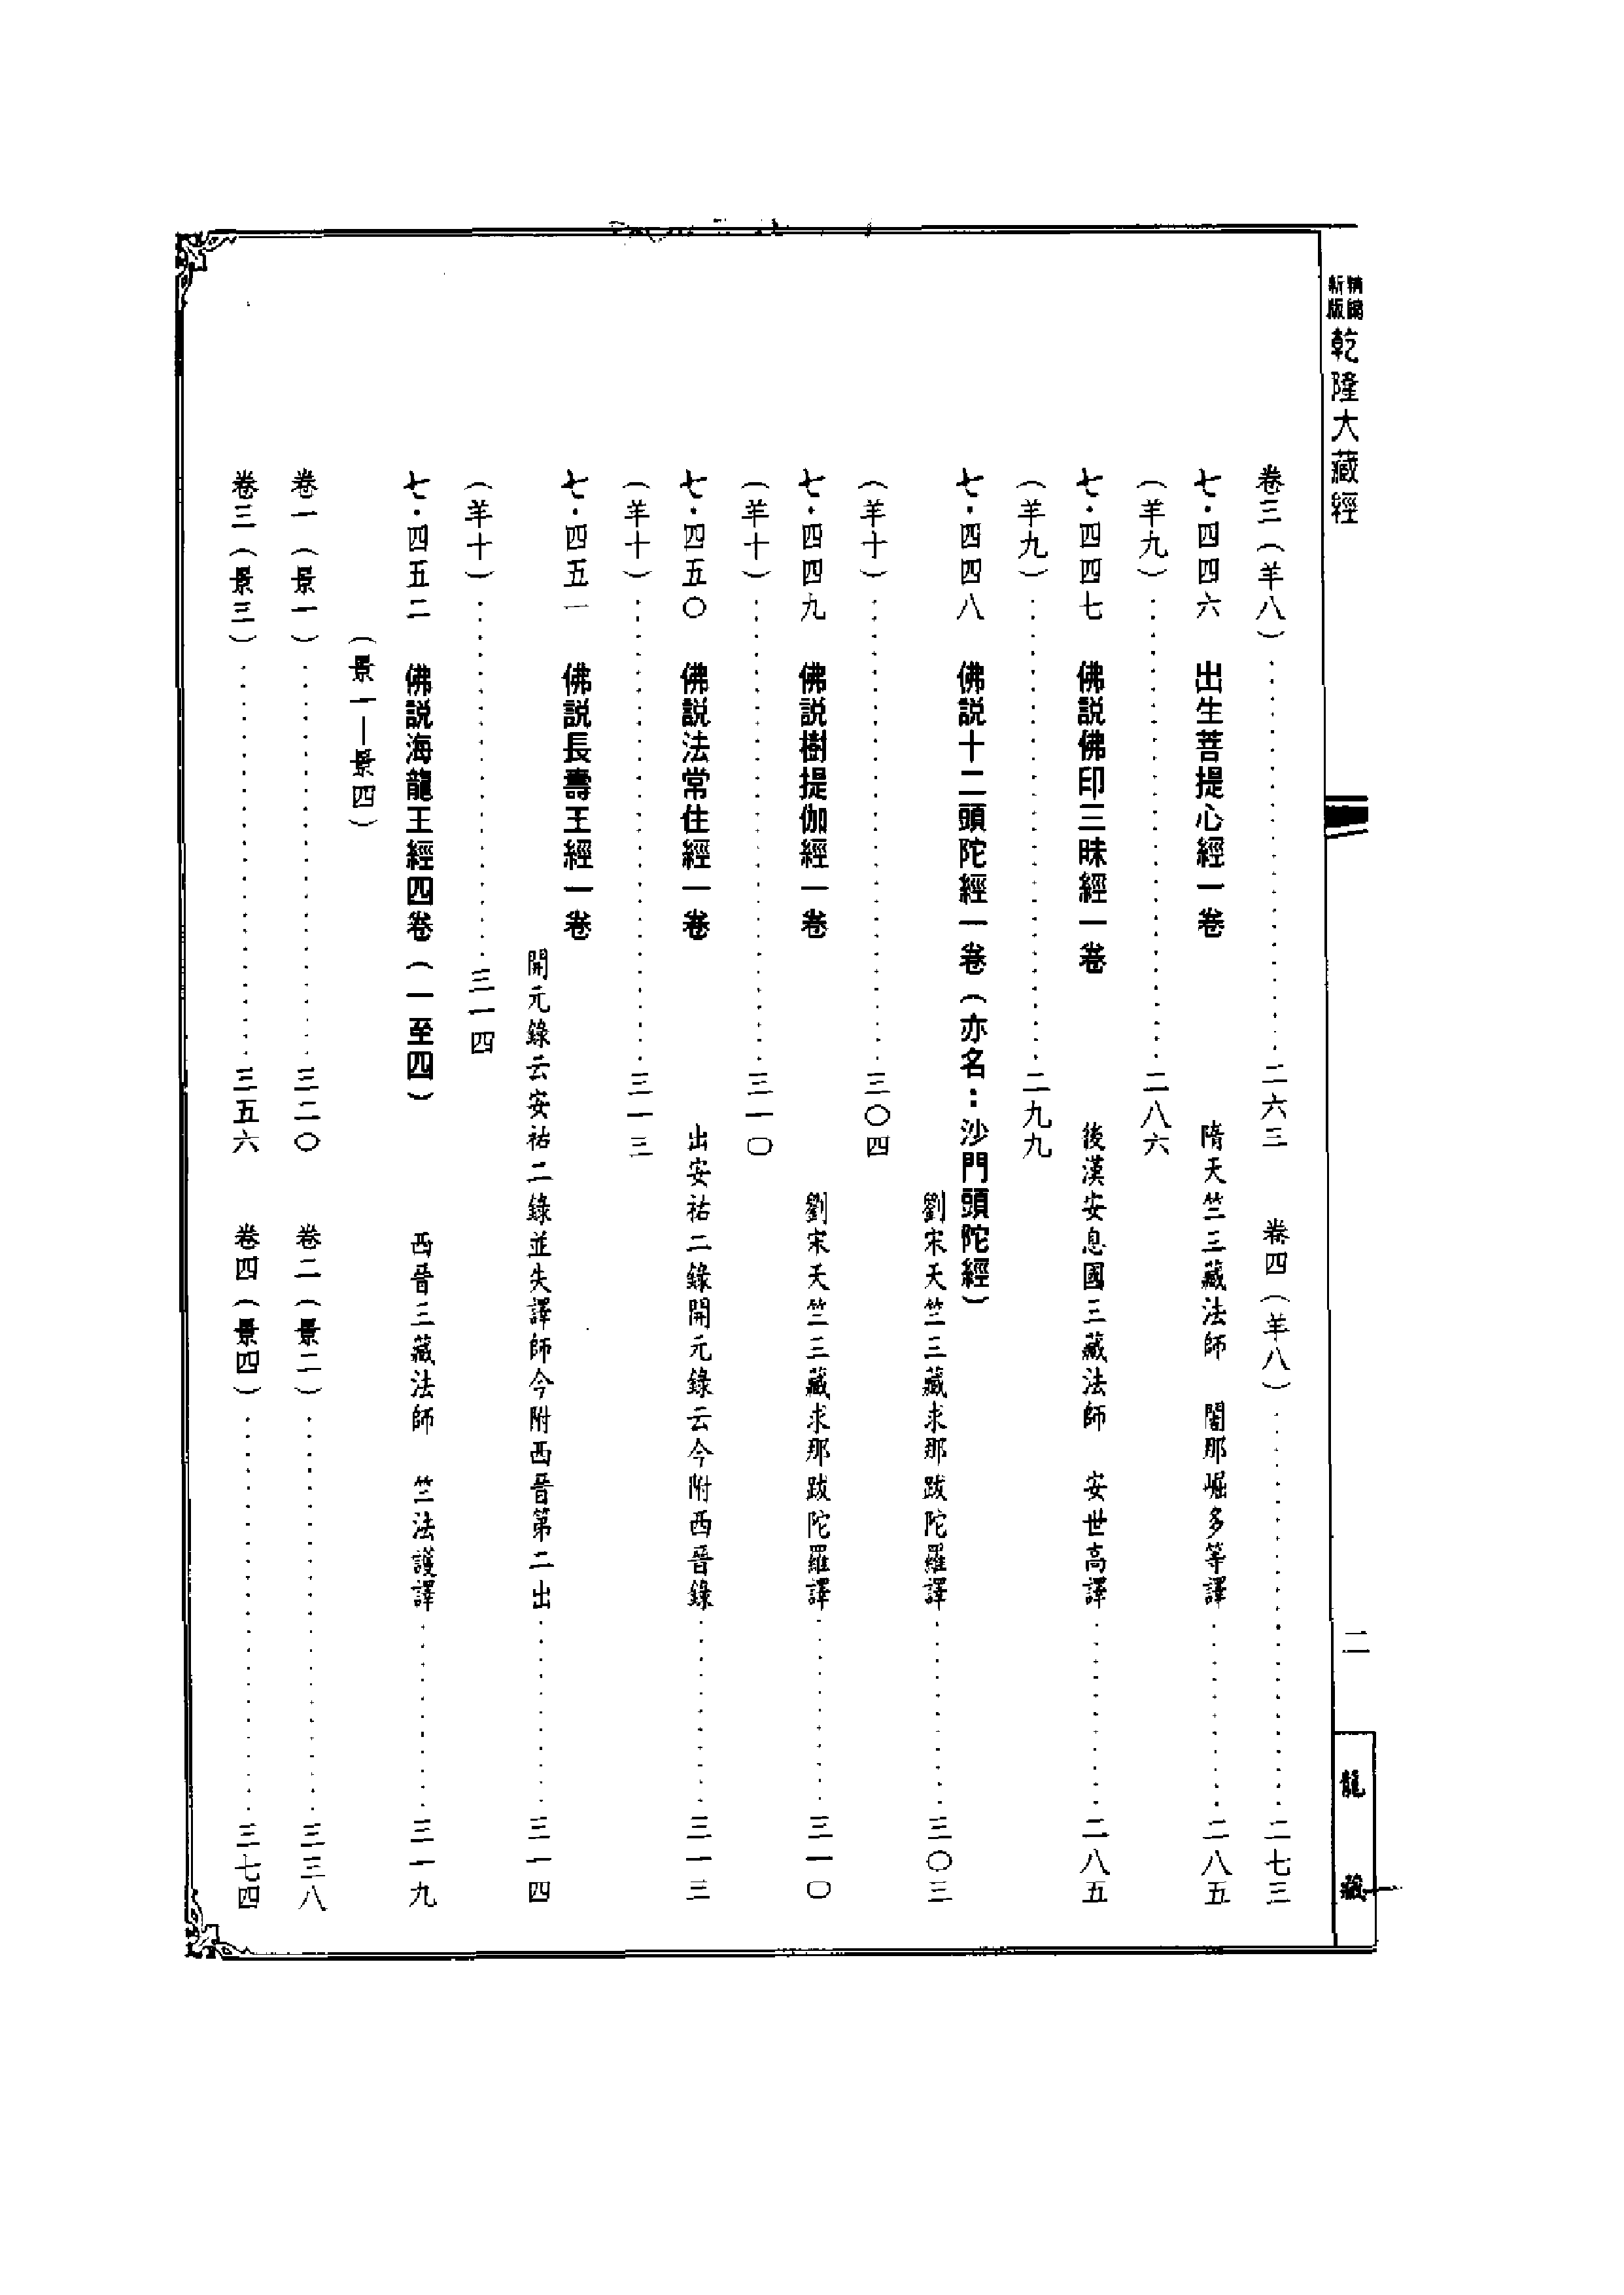 新版
精編
乾隆大藏經
二
龍藏
卷三（羊八）……二六三　卷四（羊八）……二七三
七·四四六　出生菩提心經一卷　隋天竺三藏法師　闍那崛多等譯……二八五
（羊九）……二八六
七·四四七　佛説佛印三昧經一卷　後漢安息國三藏法師　安世高譯……二八五
（羊九）……二九九
七·四四八　佛説十二頭陀經一卷（亦名：沙門頭陀經）
劉宋天竺三藏求那跋陀羅譯……三〇三
（羊十）……三〇四
七·四四九　佛説樹提伽經一卷　劉宋天竺三藏求那跋陀羅譯……三一〇
（羊十）……三一〇
七·四五〇　佛説法常住經一卷　出安祐二錄開元錄云今附西晉錄……三一三
（羊十）……三一三
七·四五一　佛説長壽王經一卷
開元錄云安祐二錄並失譯師今附西晉第二出……三一四
（羊十）……三一四
七·四五二　佛説海龍王經四卷（一至四）　西晉三藏法師　竺法護譯……三一九
（景一—景四）
卷一（景一）……三二〇　卷二（景二）……三三八
卷三（景三）……三五六　卷四（景四）……三七四